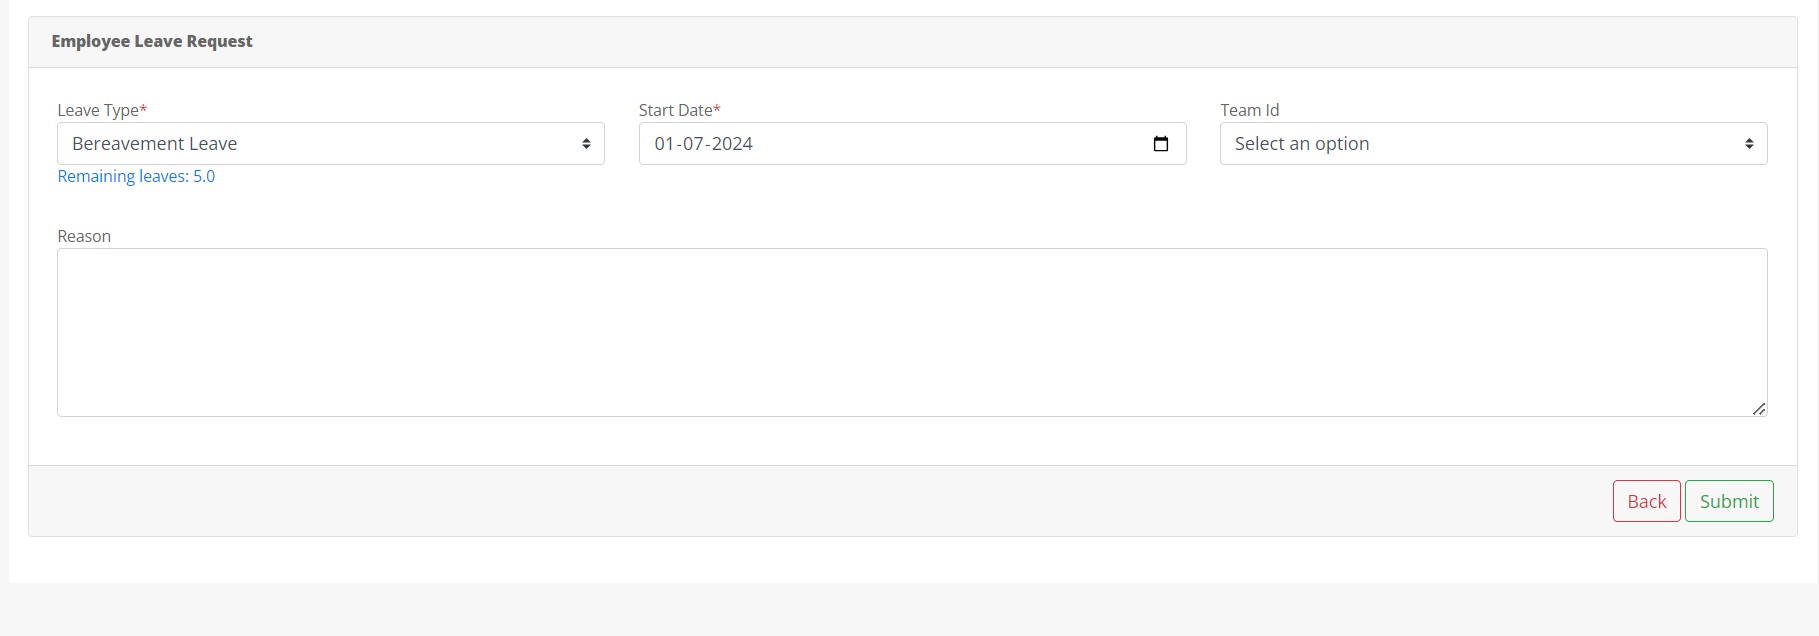 Employee Leave Request
Leave Type* Start Date* Team Id
Bereavement Leave 01-07-2024 Select an option
Remaining leaves: 5.0
Reason
Back Submit